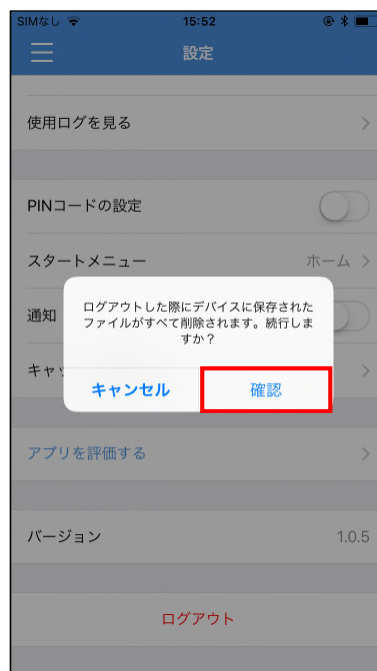 SIMなし 15:52
設定
使用ログを見る
PINコードの設定
スタートメニュー ホーム
通知
ログアウトした際にデバイスに保存された
ファイルがすべて削除されます。続行しま
すか？
キャ
キャンセル 確認
アプリを評価する
バージョン 1.0.5
ログアウト